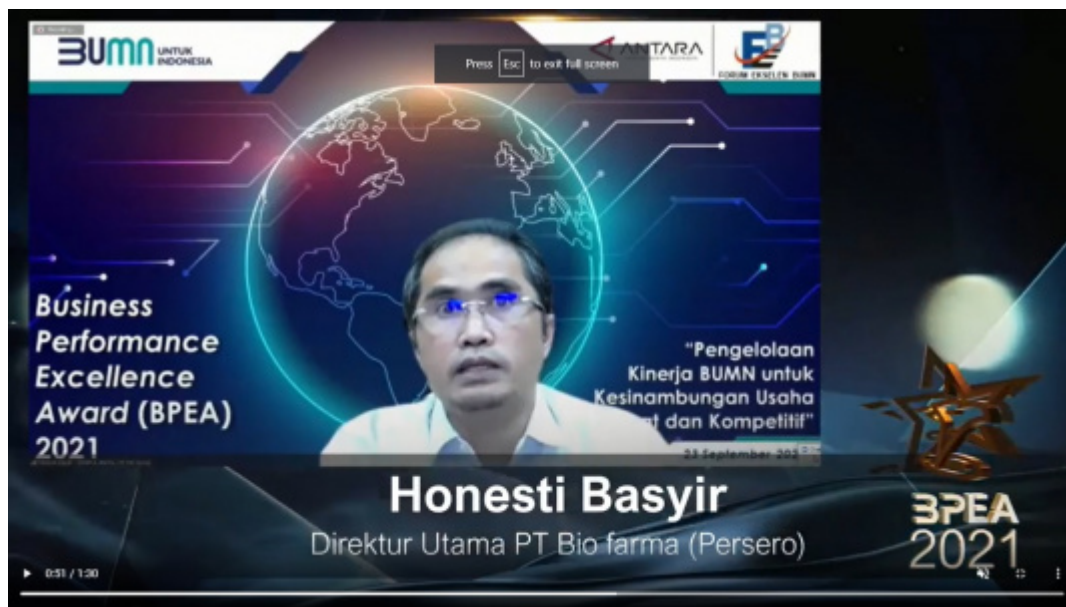 BUMN UNTUK
INDONESIA
ANTARA
FORUM EKSELEN BUMN
Press Esc to exit full screen
Business
Performance
Excellence
Award (BPEA)
2021
"Pengelolaan
Kinerja BUMN untuk
Kesinambungan Usaha
dan Kompetitif"
23 September
Honesti Basyir
Direktur Utama PT Bio farma (Persero)
BPEA
2021
0:51 / 1:30